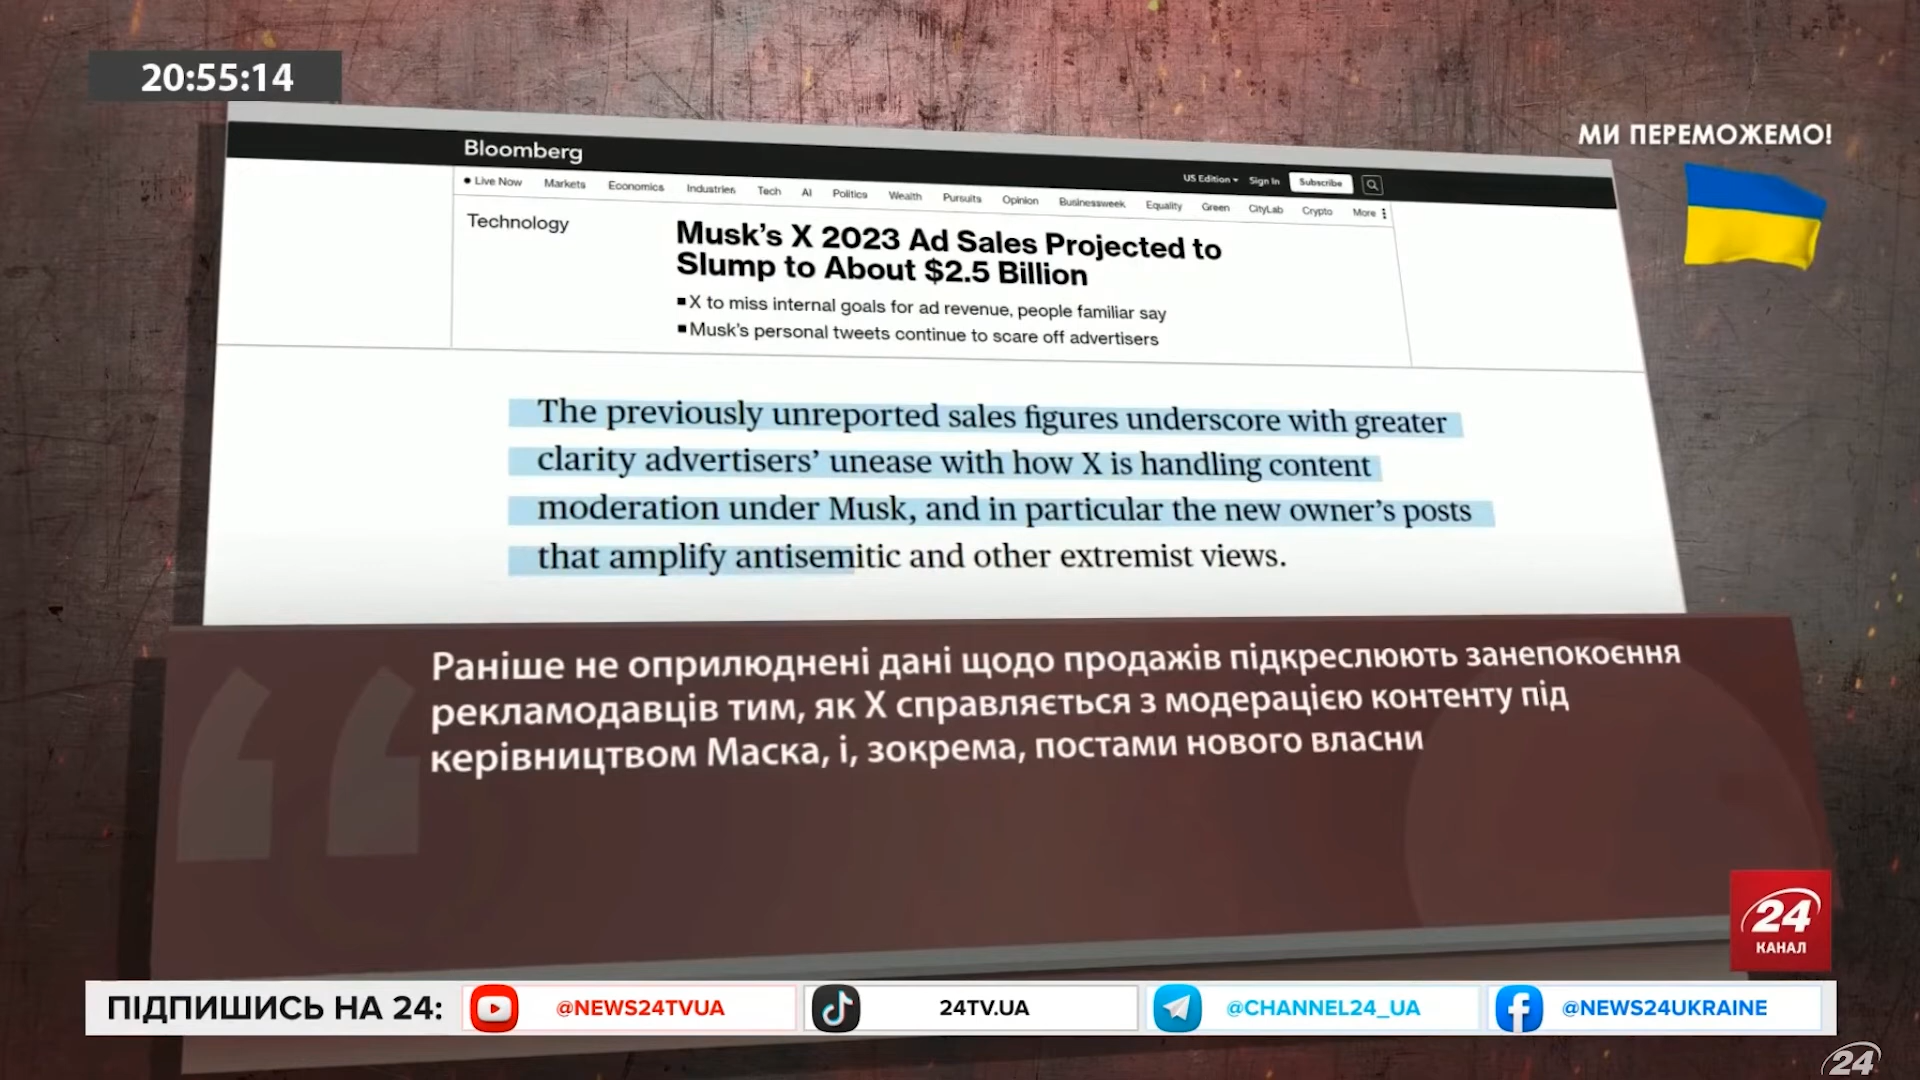 20:55:14
МИ ПЕРЕМОЖЕМО!
Bloomberg
US Edition Sign In Subscribe
Live Now Markets Economics Industries Tech AI Politics Wealth Pursuits Opinion Businessweek Equality Green CityLab Crypto More
Technology
Musk's X 2023 Ad Sales Projected to
Slump to About $2.5 Billion
X to miss internal goals for ad revenue, people familiar say
Musk's personal tweets continue to scare off advertisers
The previously unreported sales figures underscore with greater
clarity advertisers' unease with how X is handling content
moderation under Musk, and in particular the new owner's posts
that amplify antisemitic and other extremist views.
Раніше не оприлюднені дані щодо продажів підкреслюють занепокоєння
рекламодавців тим, як X справляється з модерацією контенту під
керівництвом Маска, і, зокрема, постами нового власни
24
КАНАЛ
ПІДПИШИСЬ НА 24: @NEWS24TVUA 24TV.UA @CHANNEL24_UA @NEWS24UKRAINE
24